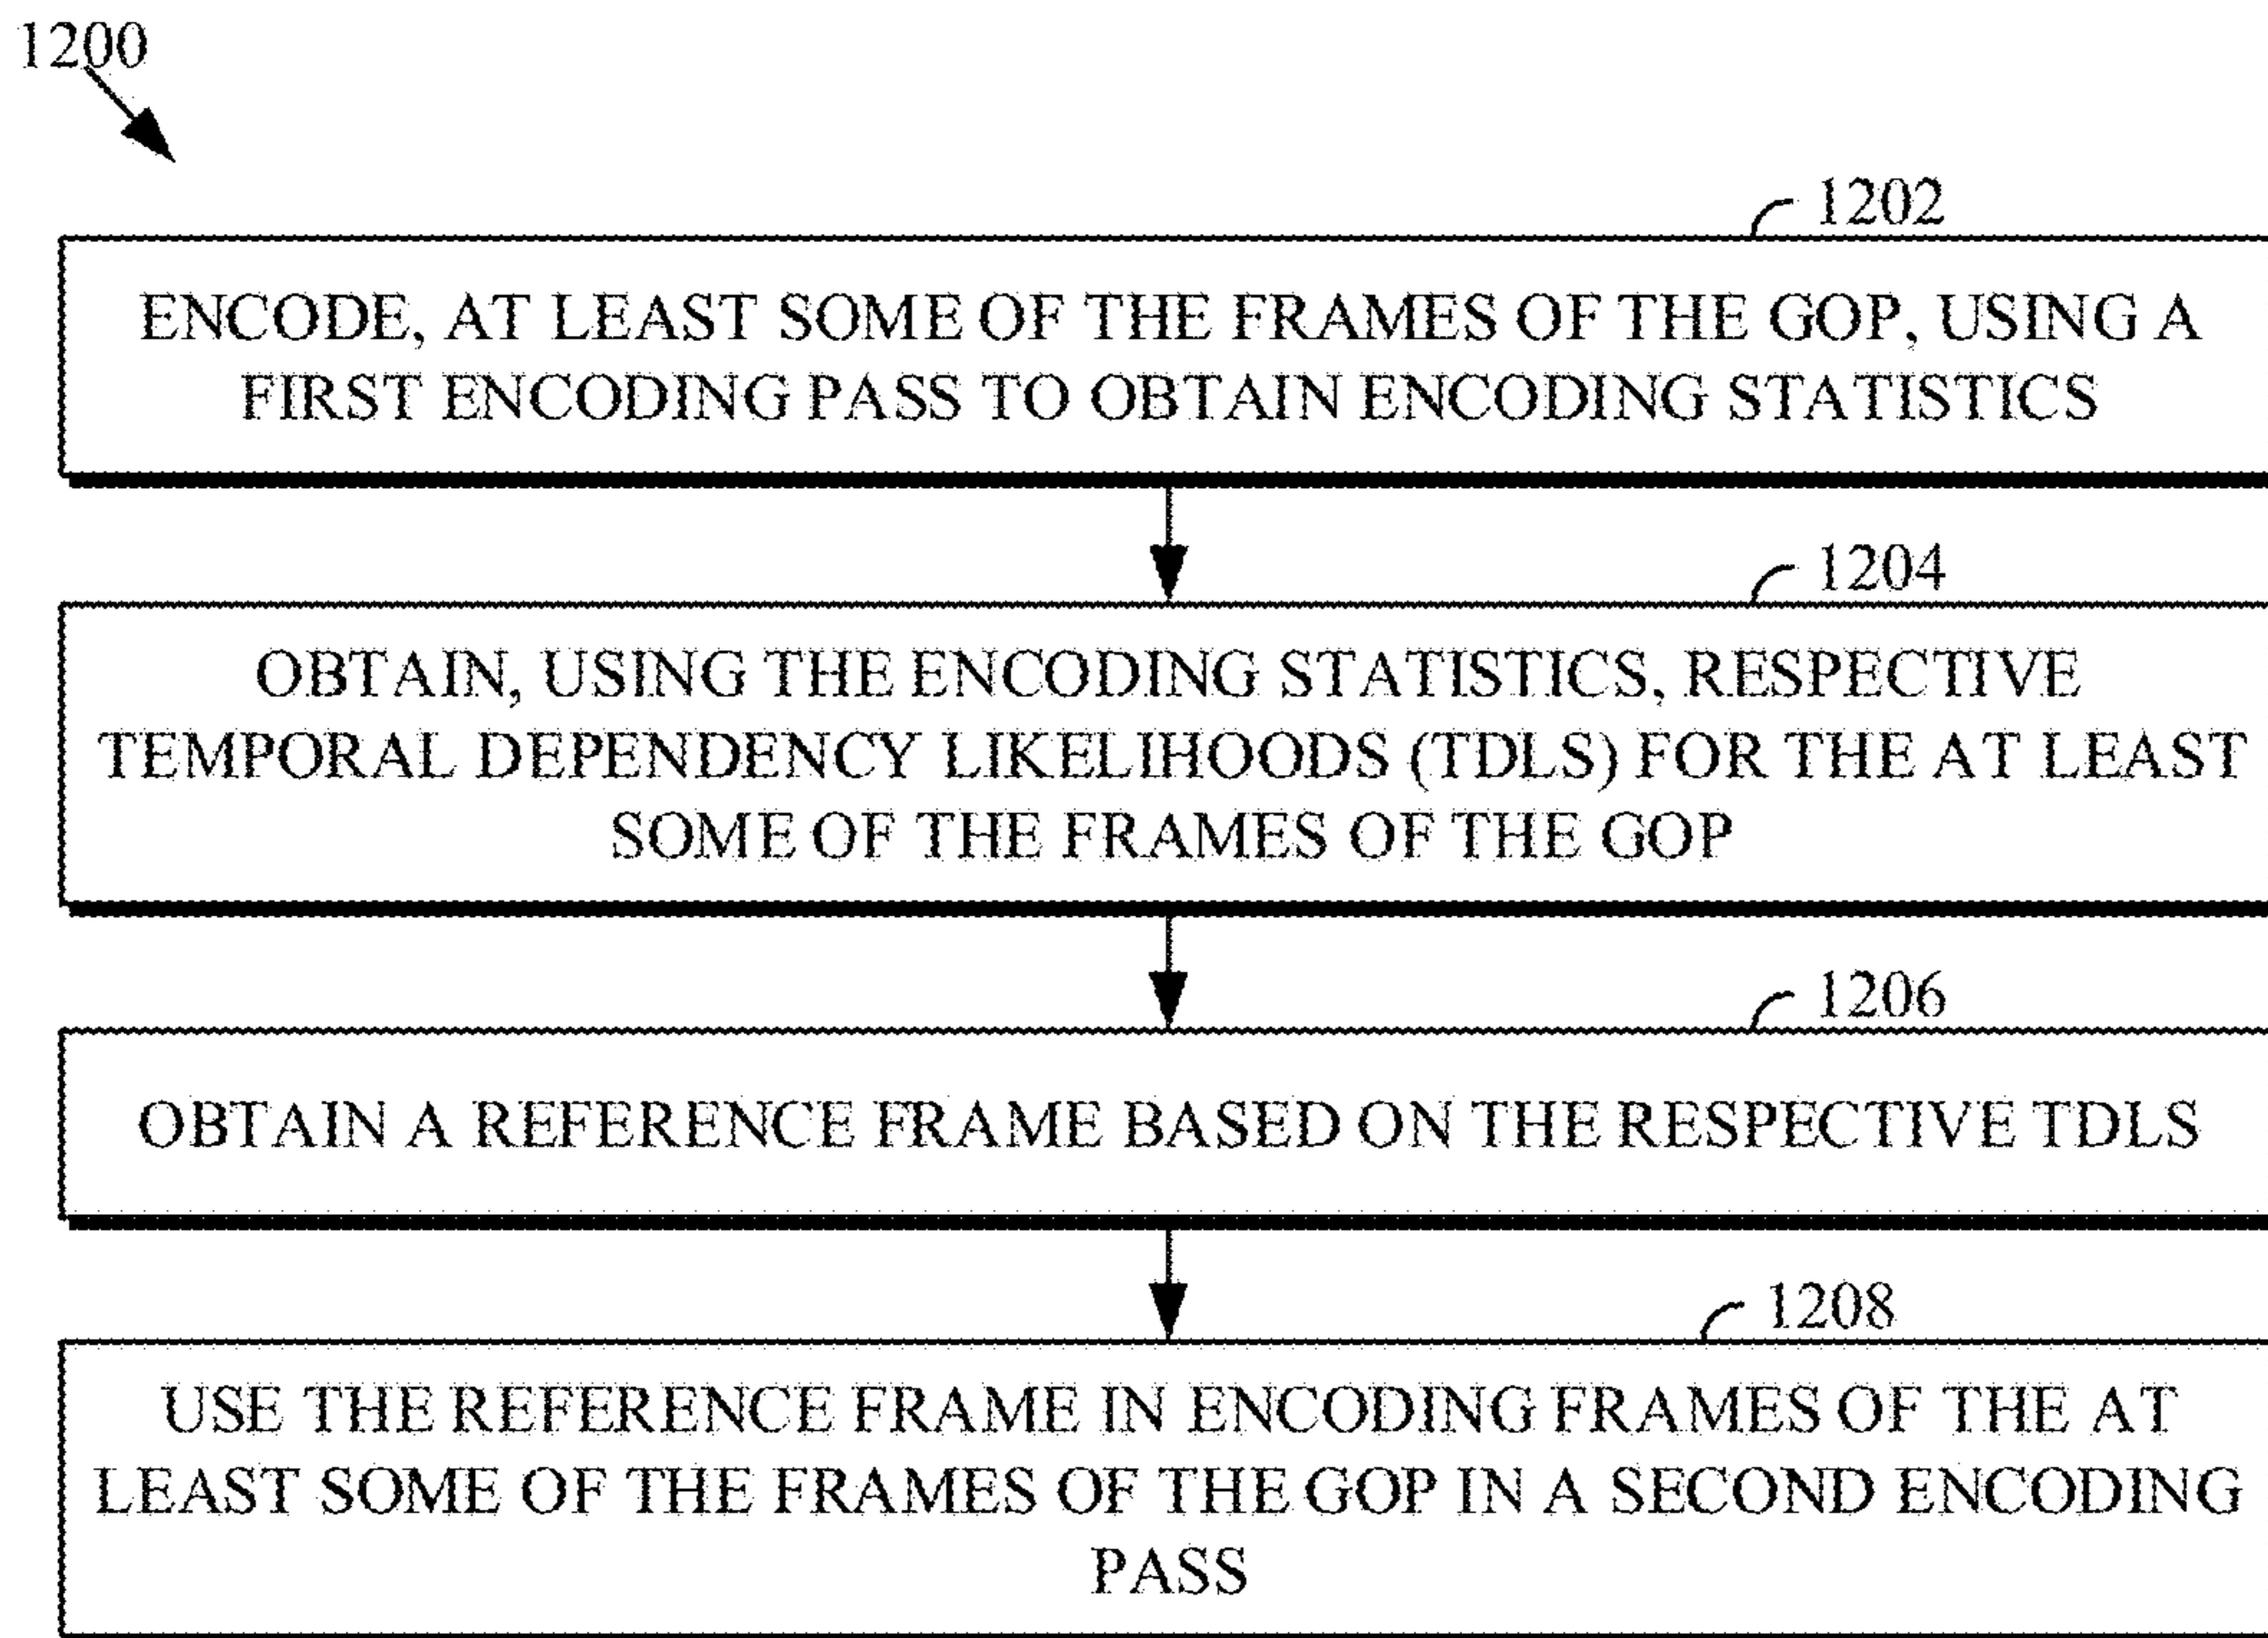 1200
1202
ENCODE, AT LEAST SOME OF THE FRAMES OF THE GOP, USING A
FIRST ENCODING PASS TO OBTAIN ENCODING STATISTICS
1204
OBTAIN, USING THE ENCODING STATISTICS, RESPECTIVE
TEMPORAL DEPENDENCY LIKELIHOODS (TDLS) FOR THE AT LEAST
SOME OF THE FRAMES OF THE GOP
1206
OBTAIN A REFERENCE FRAME BASED ON THE RESPECTIVE TDLS
1208
USE THE REFERENCE FRAME IN ENCODING FRAMES OF THE AT
LEAST SOME OF THE FRAMES OF THE GOP IN A SECOND ENCODING
PASS